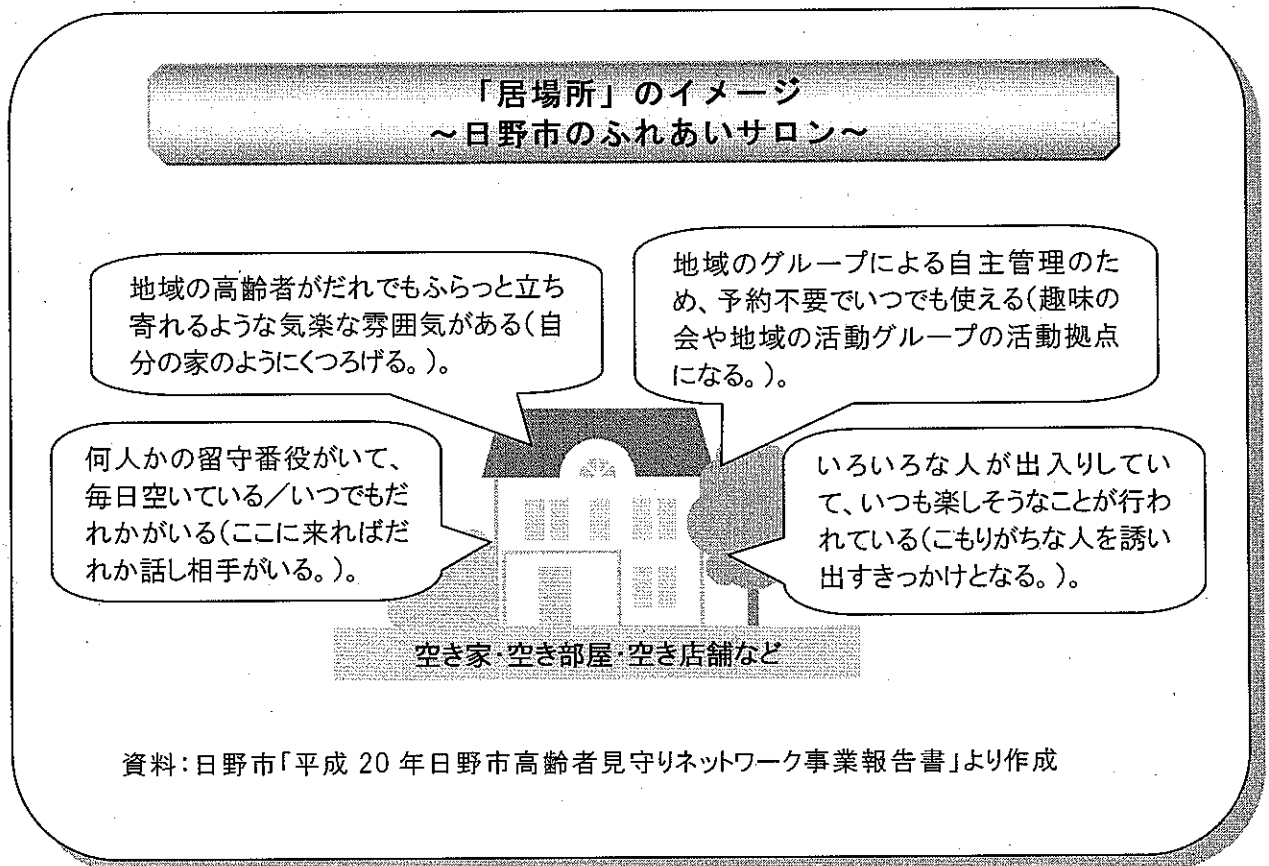 「居場所」のイメージ
~日野市のふれあいサロン~
地域の高齢者がだれでもふらっと立ち
寄れるような気楽な雰囲気がある(自
分の家のようにくつろげる。)。
地域のグループによる自主管理のた
め、予約不要でいつでも使える(趣味の
会や地域の活動グループの活動拠点
になる。)。
何人かの留守番役がいて、
毎日空いている/いつでもだ
れかがいる(ここに来ればだ
れか話し相手がいる。)。
いろいろな人が出入りしてい
て、いつも楽しそうなことが行わ
れている(こもりがちな人を誘い
出すきっかけとなる。)。
空き家・空き部屋・空き店舗など
資料:日野市「平成 20 年日野市高齢者見守りネットワーク事業報告書」より作成